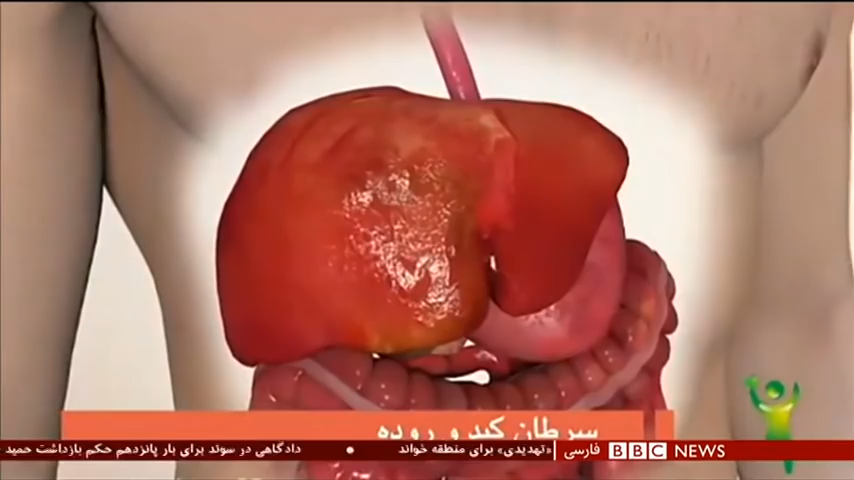 سرطان کبد و روده
BBC NEWS فارسی
تهدیدی» برای منطقه خواند • دادگاهی در سوئد برای بار پانزدهم حکم بازداشت حمید